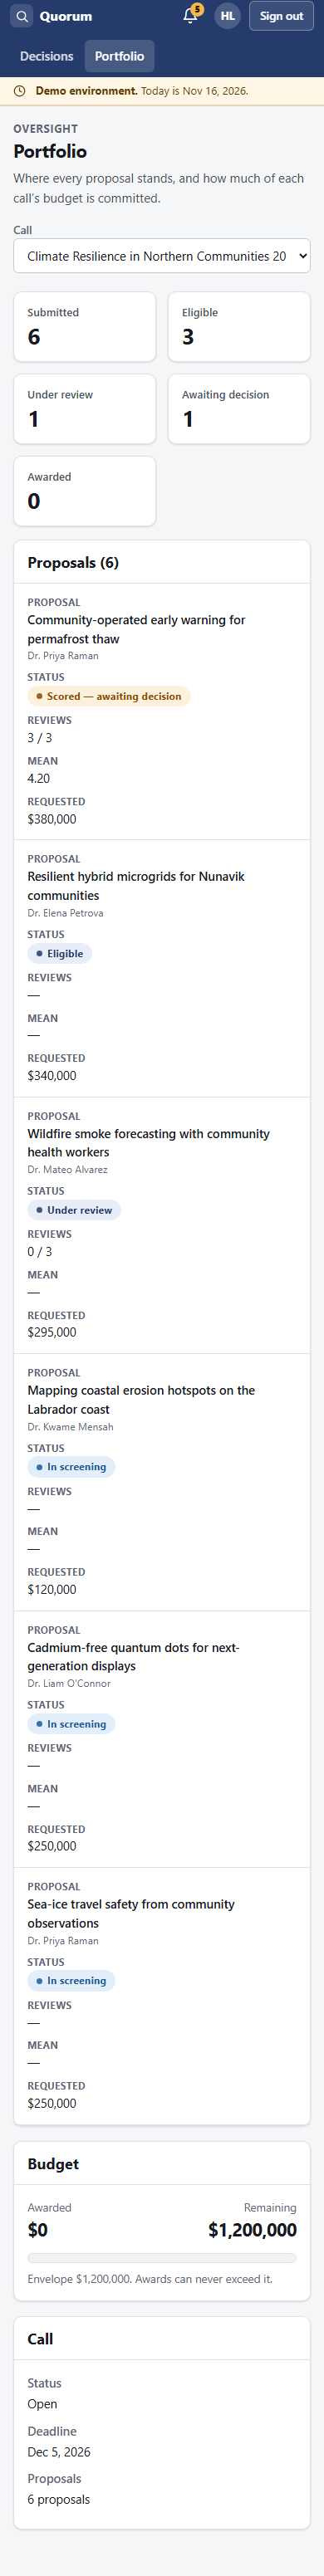 Quorum
5
HL
Sign out
Decisions
Portfolio
Demo environment. Today is Nov 16, 2026.
OVERSIGHT
Portfolio
Where every proposal stands, and how much of each
call's budget is committed.
Call
Climate Resilience in Northern Communities 20
Submitted
6
Eligible
3
Under review
1
Awaiting decision
1
Awarded
0
Proposals (6)
PROPOSAL
Community-operated early warning for
permafrost thaw
Dr. Priya Raman
STATUS
Scored — awaiting decision
REVIEWS
3 / 3
MEAN
4.20
REQUESTED
$380,000
PROPOSAL
Resilient hybrid microgrids for Nunavik
communities
Dr. Elena Petrova
STATUS
Eligible
REVIEWS
—
MEAN
—
REQUESTED
$340,000
PROPOSAL
Wildfire smoke forecasting with community
health workers
Dr. Mateo Alvarez
STATUS
Under review
REVIEWS
0 / 3
MEAN
—
REQUESTED
$295,000
PROPOSAL
Mapping coastal erosion hotspots on the
Labrador coast
Dr. Kwame Mensah
STATUS
In screening
REVIEWS
—
MEAN
—
REQUESTED
$120,000
PROPOSAL
Cadmium-free quantum dots for next-
generation displays
Dr. Liam O'Connor
STATUS
In screening
REVIEWS
—
MEAN
—
REQUESTED
$250,000
PROPOSAL
Sea-ice travel safety from community
observations
Dr. Priya Raman
STATUS
In screening
REVIEWS
—
MEAN
—
REQUESTED
$250,000
Budget
Awarded
Remaining
$0
$1,200,000
Envelope $1,200,000. Awards can never exceed it.
Call
Status
Open
Deadline
Dec 5, 2026
Proposals
6 proposals